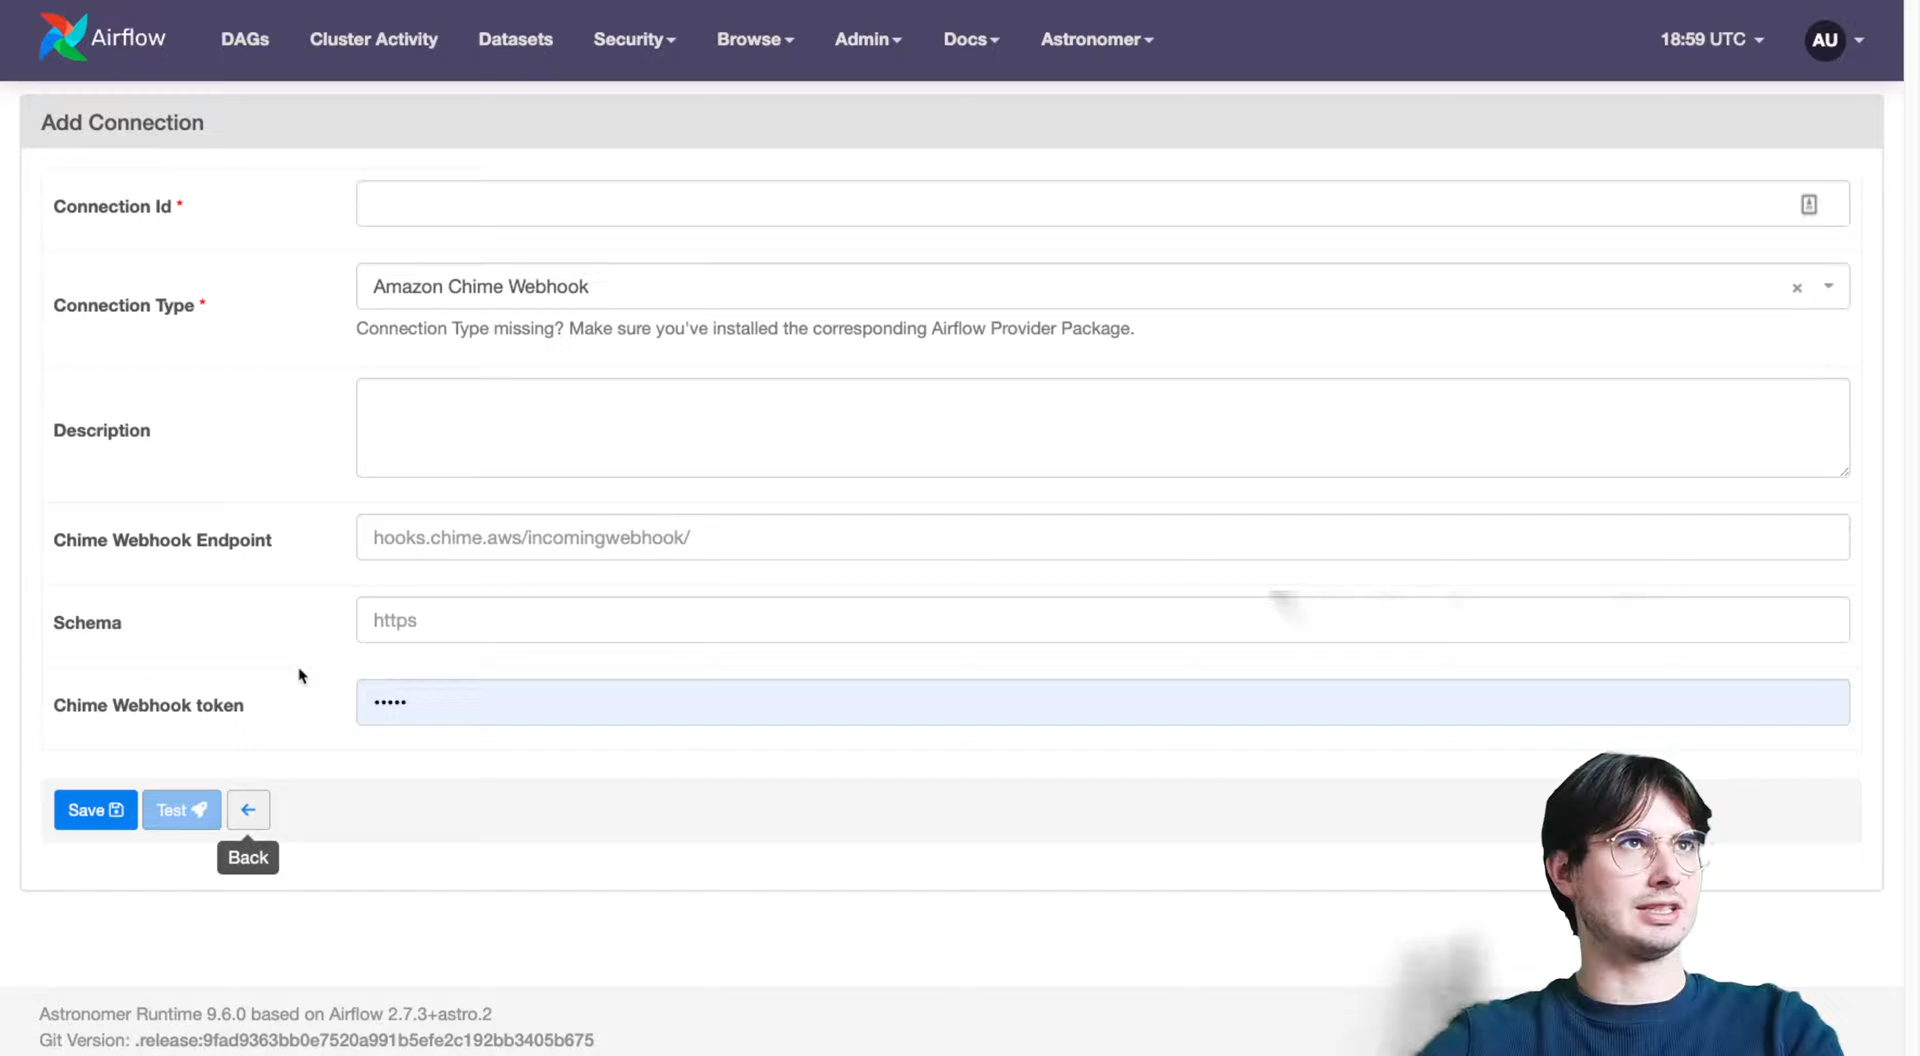 Airflow
DAGs Cluster Activity Datasets Security Browse Admin Docs Astronomer 18:59 UTC AU
Add Connection
Connection Id *
Connection Type *
Amazon Chime Webhook
×
Connection Type missing? Make sure you've installed the corresponding Airflow Provider Package.
Description
Chime Webhook Endpoint
hooks.chime.aws/incomingwebhook/
Schema
https
Chime Webhook token
•••••
Save Test
Back
Astronomer Runtime 9.6.0 based on Airflow 2.7.3+astro.2
Git Version: .release:9fad9363bb0e7520a991b5efe2c192bb3405b675